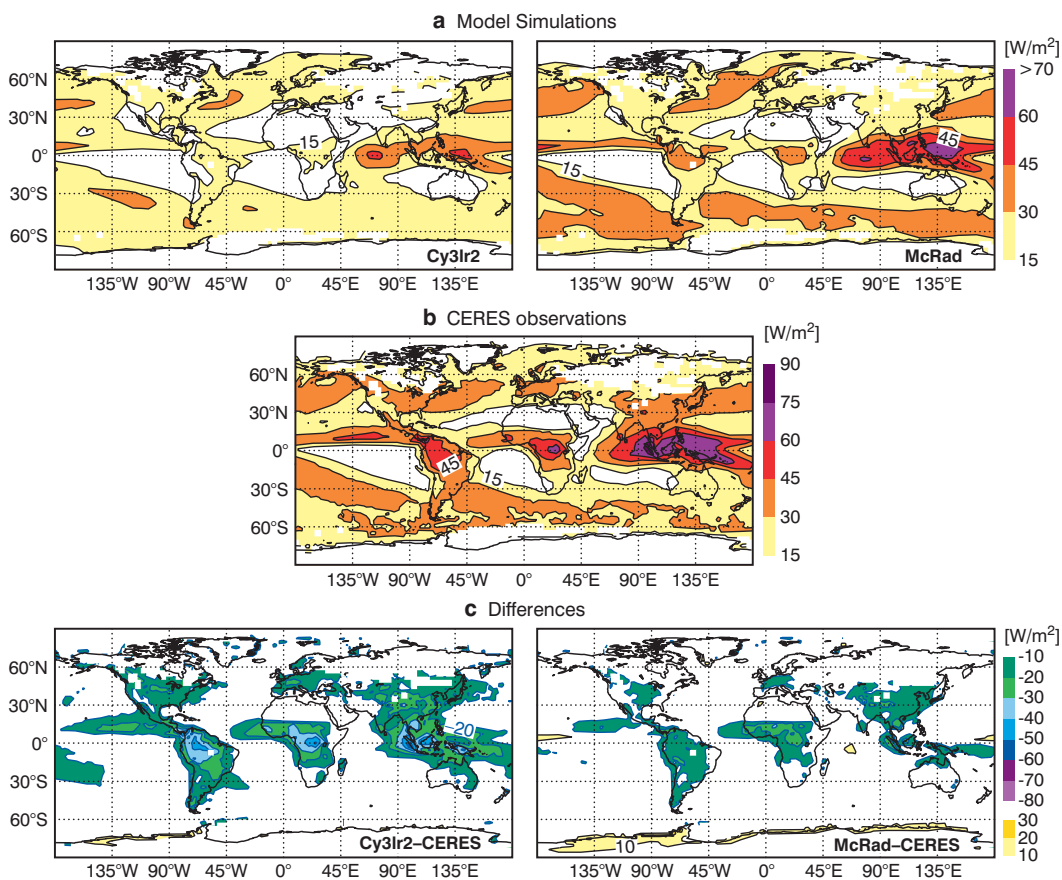 a Model Simulations
[W/m²]
60°N
30°N
0°
30°S
60°S
15
Cy3lr2
15
45
McRad
>70
60
45
30
15
135°W 90°W 45°W 0° 45°E 90°E 135°E
135°W 90°W 45°W 0° 45°E 90°E 135°E
b CERES observations
[W/m²]
60°N
30°N
0°
30°S
60°S
45
15
90
75
60
45
30
15
135°W 90°W 45°W 0° 45°E 90°E 135°E
c Differences
[W/m²]
60°N
30°N
0°
30°S
60°S
-20
Cy3lr2–CERES
10
McRad–CERES
-10
-20
-30
-40
-50
-60
-70
-80
30
20
10
135°W 90°W 45°W 0° 45°E 90°E 135°E
135°W 90°W 45°W 0° 45°E 90°E 135°E